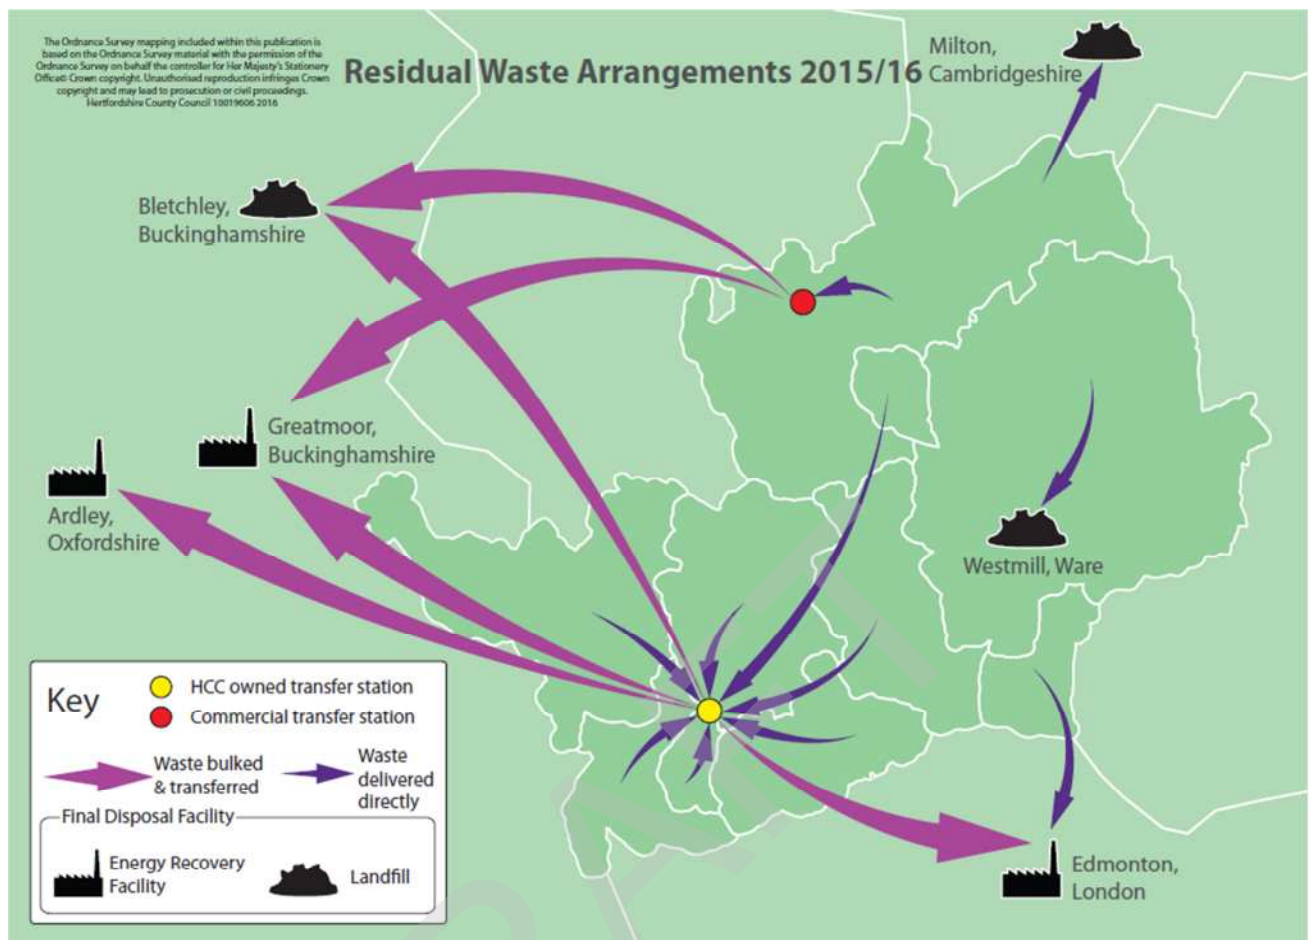 The Ordnance Survey mapping included within this publication is
based on the Ordnance Survey material with the permission of the
Ordnance Survey on behalf the controller for Her Majesty's Stationery
Office© Crown copyright. Unauthorised reproduction infringes Crown
copyright and may lead to prosecution or civil proceedings.
Hertfordshire County Council 10019606 2016
Residual Waste Arrangements 2015/16
Milton,
Cambridgeshire
Bletchley,
Buckinghamshire
Greatmoor,
Buckinghamshire
Ardley,
Oxfordshire
Westmill, Ware
Edmonton,
London
Key
HCC owned transfer station
Commercial transfer station
Waste bulked
& transferred
Waste
delivered
directly
Final Disposal Facility
Energy Recovery
Facility
Landfill